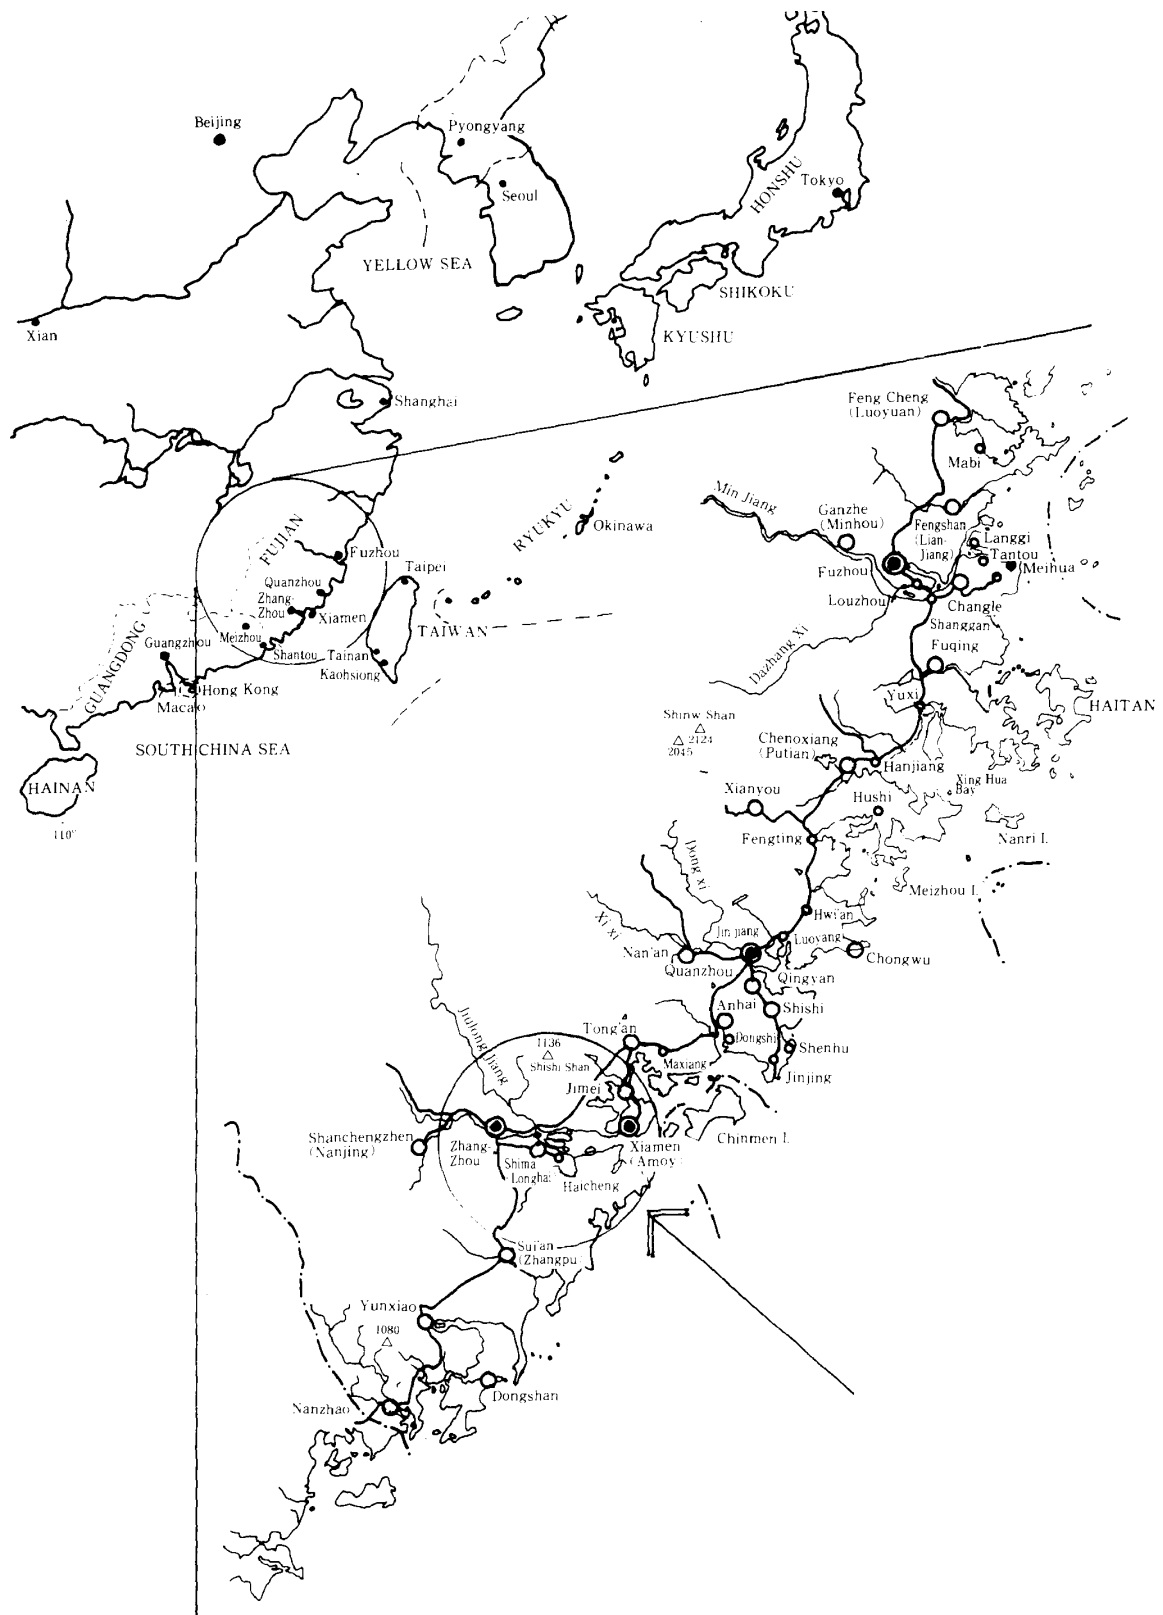 Beijing
Pyongyang
Seoul
HONSHU
Tokyo
YELLOW SEA
SHIKOKU
Xian
KYUSHU
Shanghai
Feng Cheng
(Luoyuan)
Mabi
Min Jiang
Ganzhe
(Minhou)
Fengshan
(Lian-
Jiang)
Langgi
Tantou
Meihua
RYUKYU
Okinawa
FUJIAN
Fuzhou
Fuzhou
Taipei
Louzhou
Changle
Shanggan
Quanzhou
Zhang-
Zhou
Xiamen
TAIWAN
Meizhou
Guangzhou
GUANGDONG
Shantou
Tainan
Kaohsiong
Dazhang Xi
Fuqing
Yuxi
HAITAN
Hong Kong
Macao
Shinw Shan
△ 2124
△
2045
Chenoxiang
(Putian)
Hanjiang
SOUTH CHINA SEA
HAINAN
110°
Xianyou
Hushi
Xing Hua
Bay
Fengting
Nanri I.
Dong xi
Meizhou I.
Xi xi
Hwi'an
Jin jiang
Luoyang
Nan'an
Quanzhou
Chongwu
Qingyan
Anhai
Shishi
Jiulong Jiang
Tong'an
1136
△
Shishi Shan
Dongshi
Shenhu
Maxiang
Jimei
Jinjing
Shanchengzhen
(Nanjing)
Zhang-
Zhou
Shima
Longhai
Haicheng
Xiamen
(Amoy)
Chinmen I.
Sui'an
(Zhangpu)
Yunxiao
1080
△
Nanzhao
Dongshan